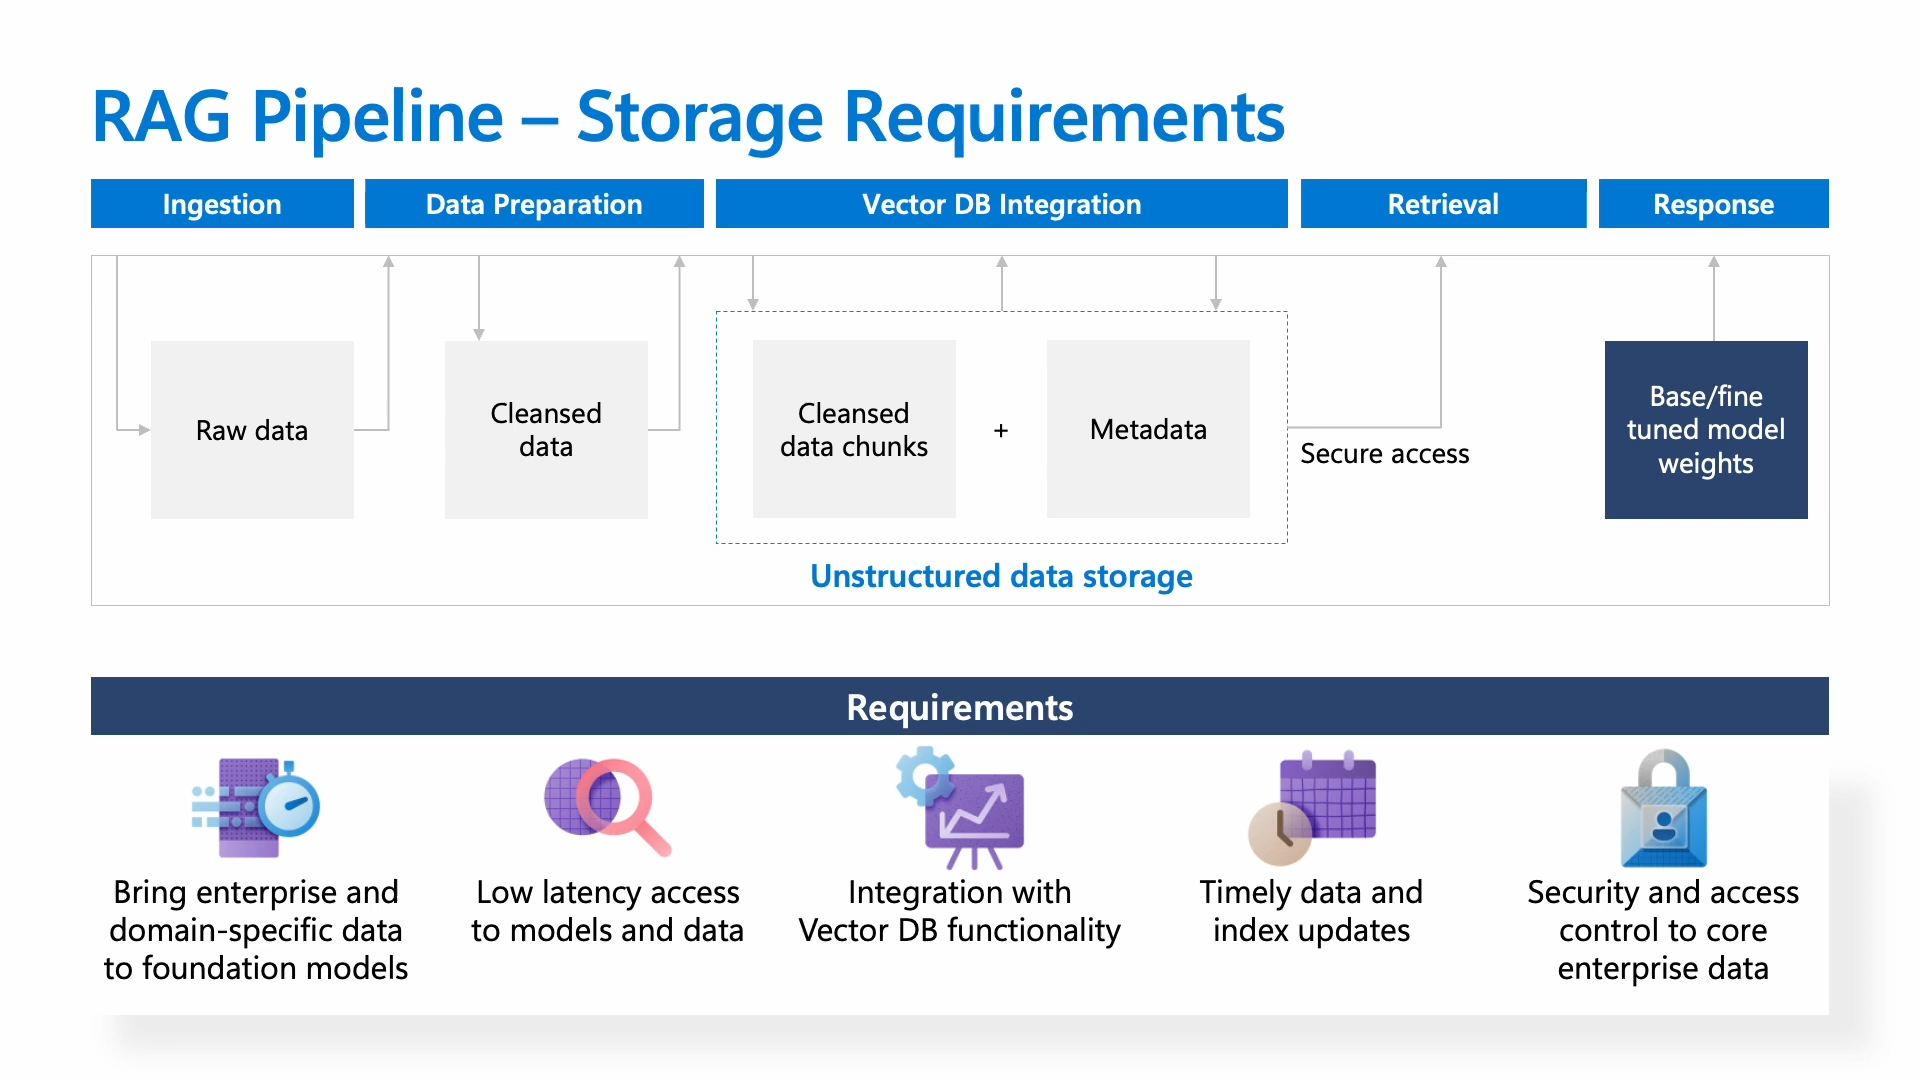 RAG Pipeline – Storage Requirements
Ingestion
Data Preparation
Vector DB Integration
Retrieval
Response
Raw data
Cleansed
data
Cleansed
data chunks
+
Metadata
Secure access
Base/fine
tuned model
weights
Unstructured data storage
Requirements
Bring enterprise and
domain-specific data
to foundation models
Low latency access
to models and data
Integration with
Vector DB functionality
Timely data and
index updates
Security and access
control to core
enterprise data